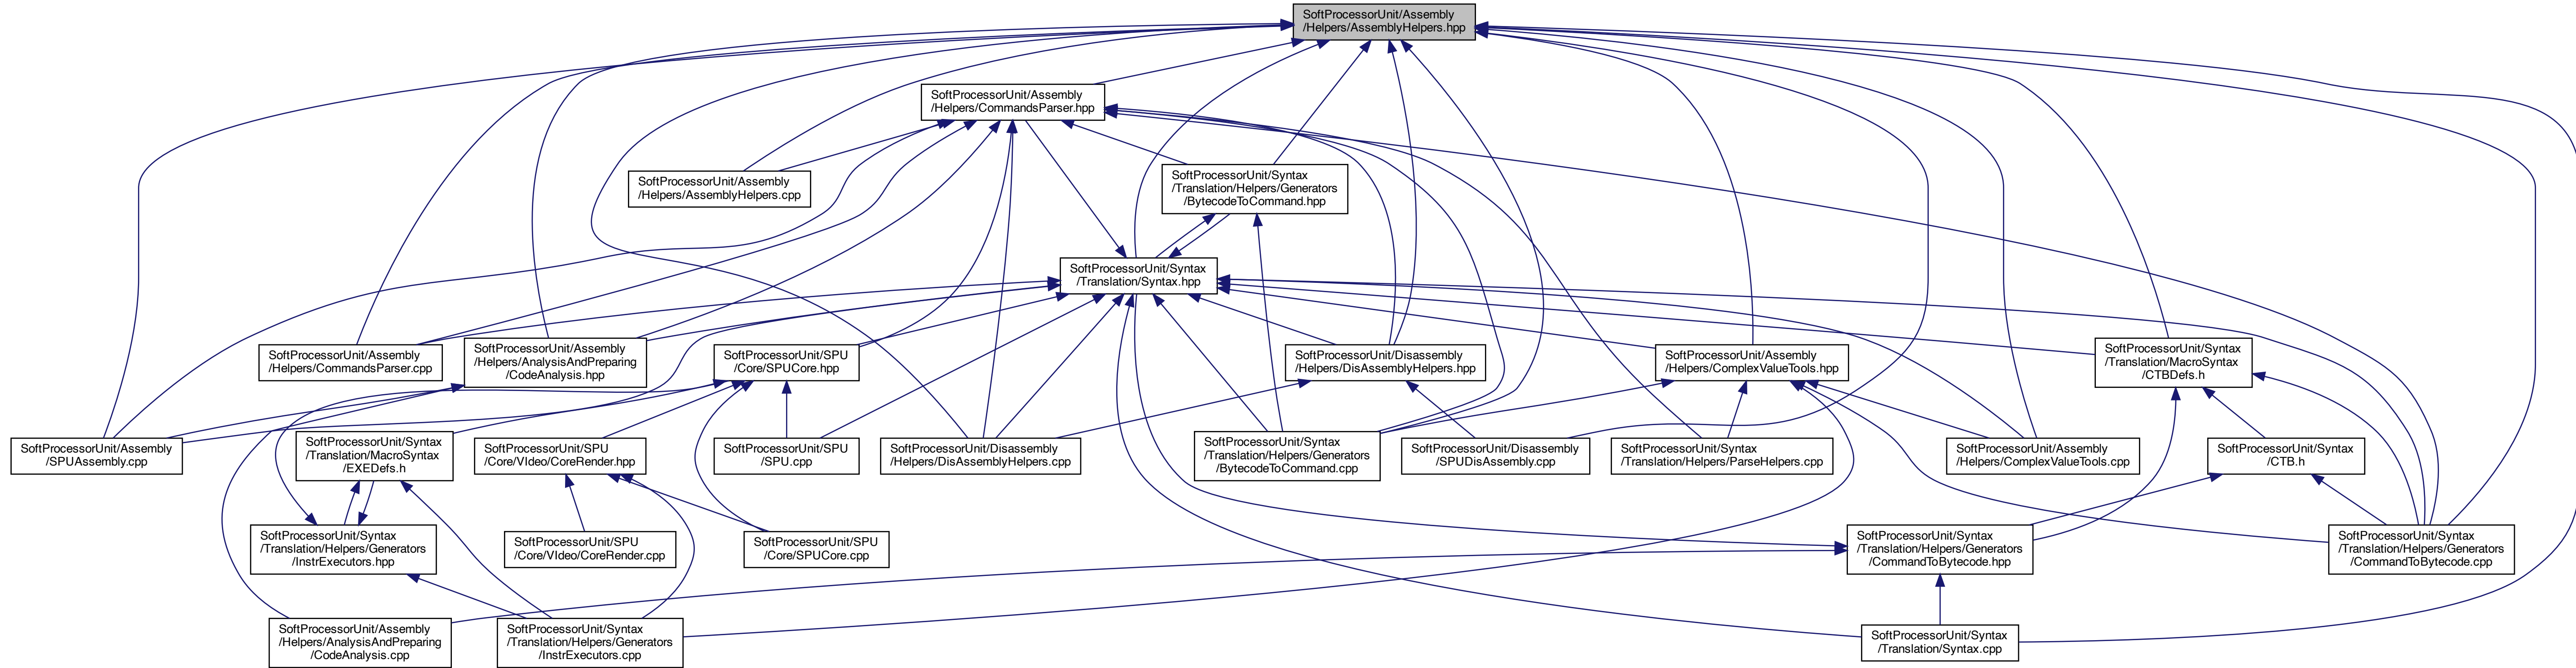 SoftProcessorUnit/Assembly
/Helpers/AssemblyHelpers.hpp
SoftProcessorUnit/Assembly
/Helpers/CommandsParser.hpp
SoftProcessorUnit/Assembly
/Helpers/AssemblyHelpers.cpp
SoftProcessorUnit/Syntax
/Translation/Helpers/Generators
/BytecodeToCommand.hpp
SoftProcessorUnit/Syntax
/Translation/Syntax.hpp
SoftProcessorUnit/Assembly
/Helpers/CommandsParser.cpp
SoftProcessorUnit/Assembly
/Helpers/AnalysisAndPreparing
/CodeAnalysis.hpp
SoftProcessorUnit/SPU
/Core/SPUCore.hpp
SoftProcessorUnit/Disassembly
/Helpers/DisAssemblyHelpers.hpp
SoftProcessorUnit/Assembly
/Helpers/ComplexValueTools.hpp
SoftProcessorUnit/Syntax
/Translation/MacroSyntax
/CTBDefs.h
SoftProcessorUnit/Assembly
/SPUAssembly.cpp
SoftProcessorUnit/Syntax
/Translation/MacroSyntax
/EXEDefs.h
SoftProcessorUnit/SPU
/Core/VIdeo/CoreRender.hpp
SoftProcessorUnit/SPU
/SPU.cpp
SoftProcessorUnit/Disassembly
/Helpers/DisAssemblyHelpers.cpp
SoftProcessorUnit/Syntax
/Translation/Helpers/Generators
/BytecodeToCommand.cpp
SoftProcessorUnit/Disassembly
/SPUDisAssembly.cpp
SoftProcessorUnit/Syntax
/Translation/Helpers/ParseHelpers.cpp
SoftProcessorUnit/Assembly
/Helpers/ComplexValueTools.cpp
SoftProcessorUnit/Syntax
/CTB.h
SoftProcessorUnit/Syntax
/Translation/Helpers/Generators
/InstrExecutors.hpp
SoftProcessorUnit/SPU
/Core/VIdeo/CoreRender.cpp
SoftProcessorUnit/SPU
/Core/SPUCore.cpp
SoftProcessorUnit/Syntax
/Translation/Helpers/Generators
/CommandToBytecode.hpp
SoftProcessorUnit/Syntax
/Translation/Helpers/Generators
/CommandToBytecode.cpp
SoftProcessorUnit/Assembly
/Helpers/AnalysisAndPreparing
/CodeAnalysis.cpp
SoftProcessorUnit/Syntax
/Translation/Helpers/Generators
/InstrExecutors.cpp
SoftProcessorUnit/Syntax
/Translation/Syntax.cpp